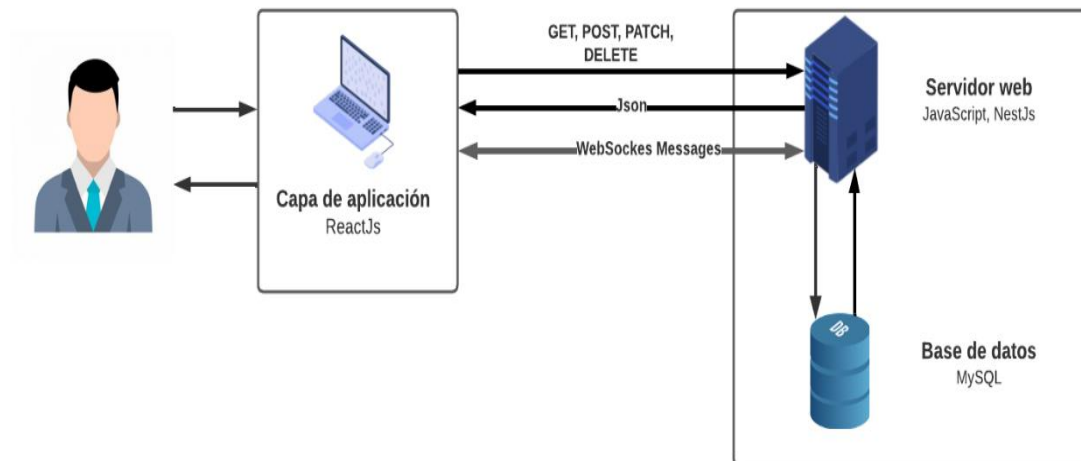 GET, POST, PATCH,
DELETE
Json
WebSockes Messages
Capa de aplicación
ReactJs
Servidor web
JavaScript, NestJs
DB
Base de datos
MySQL